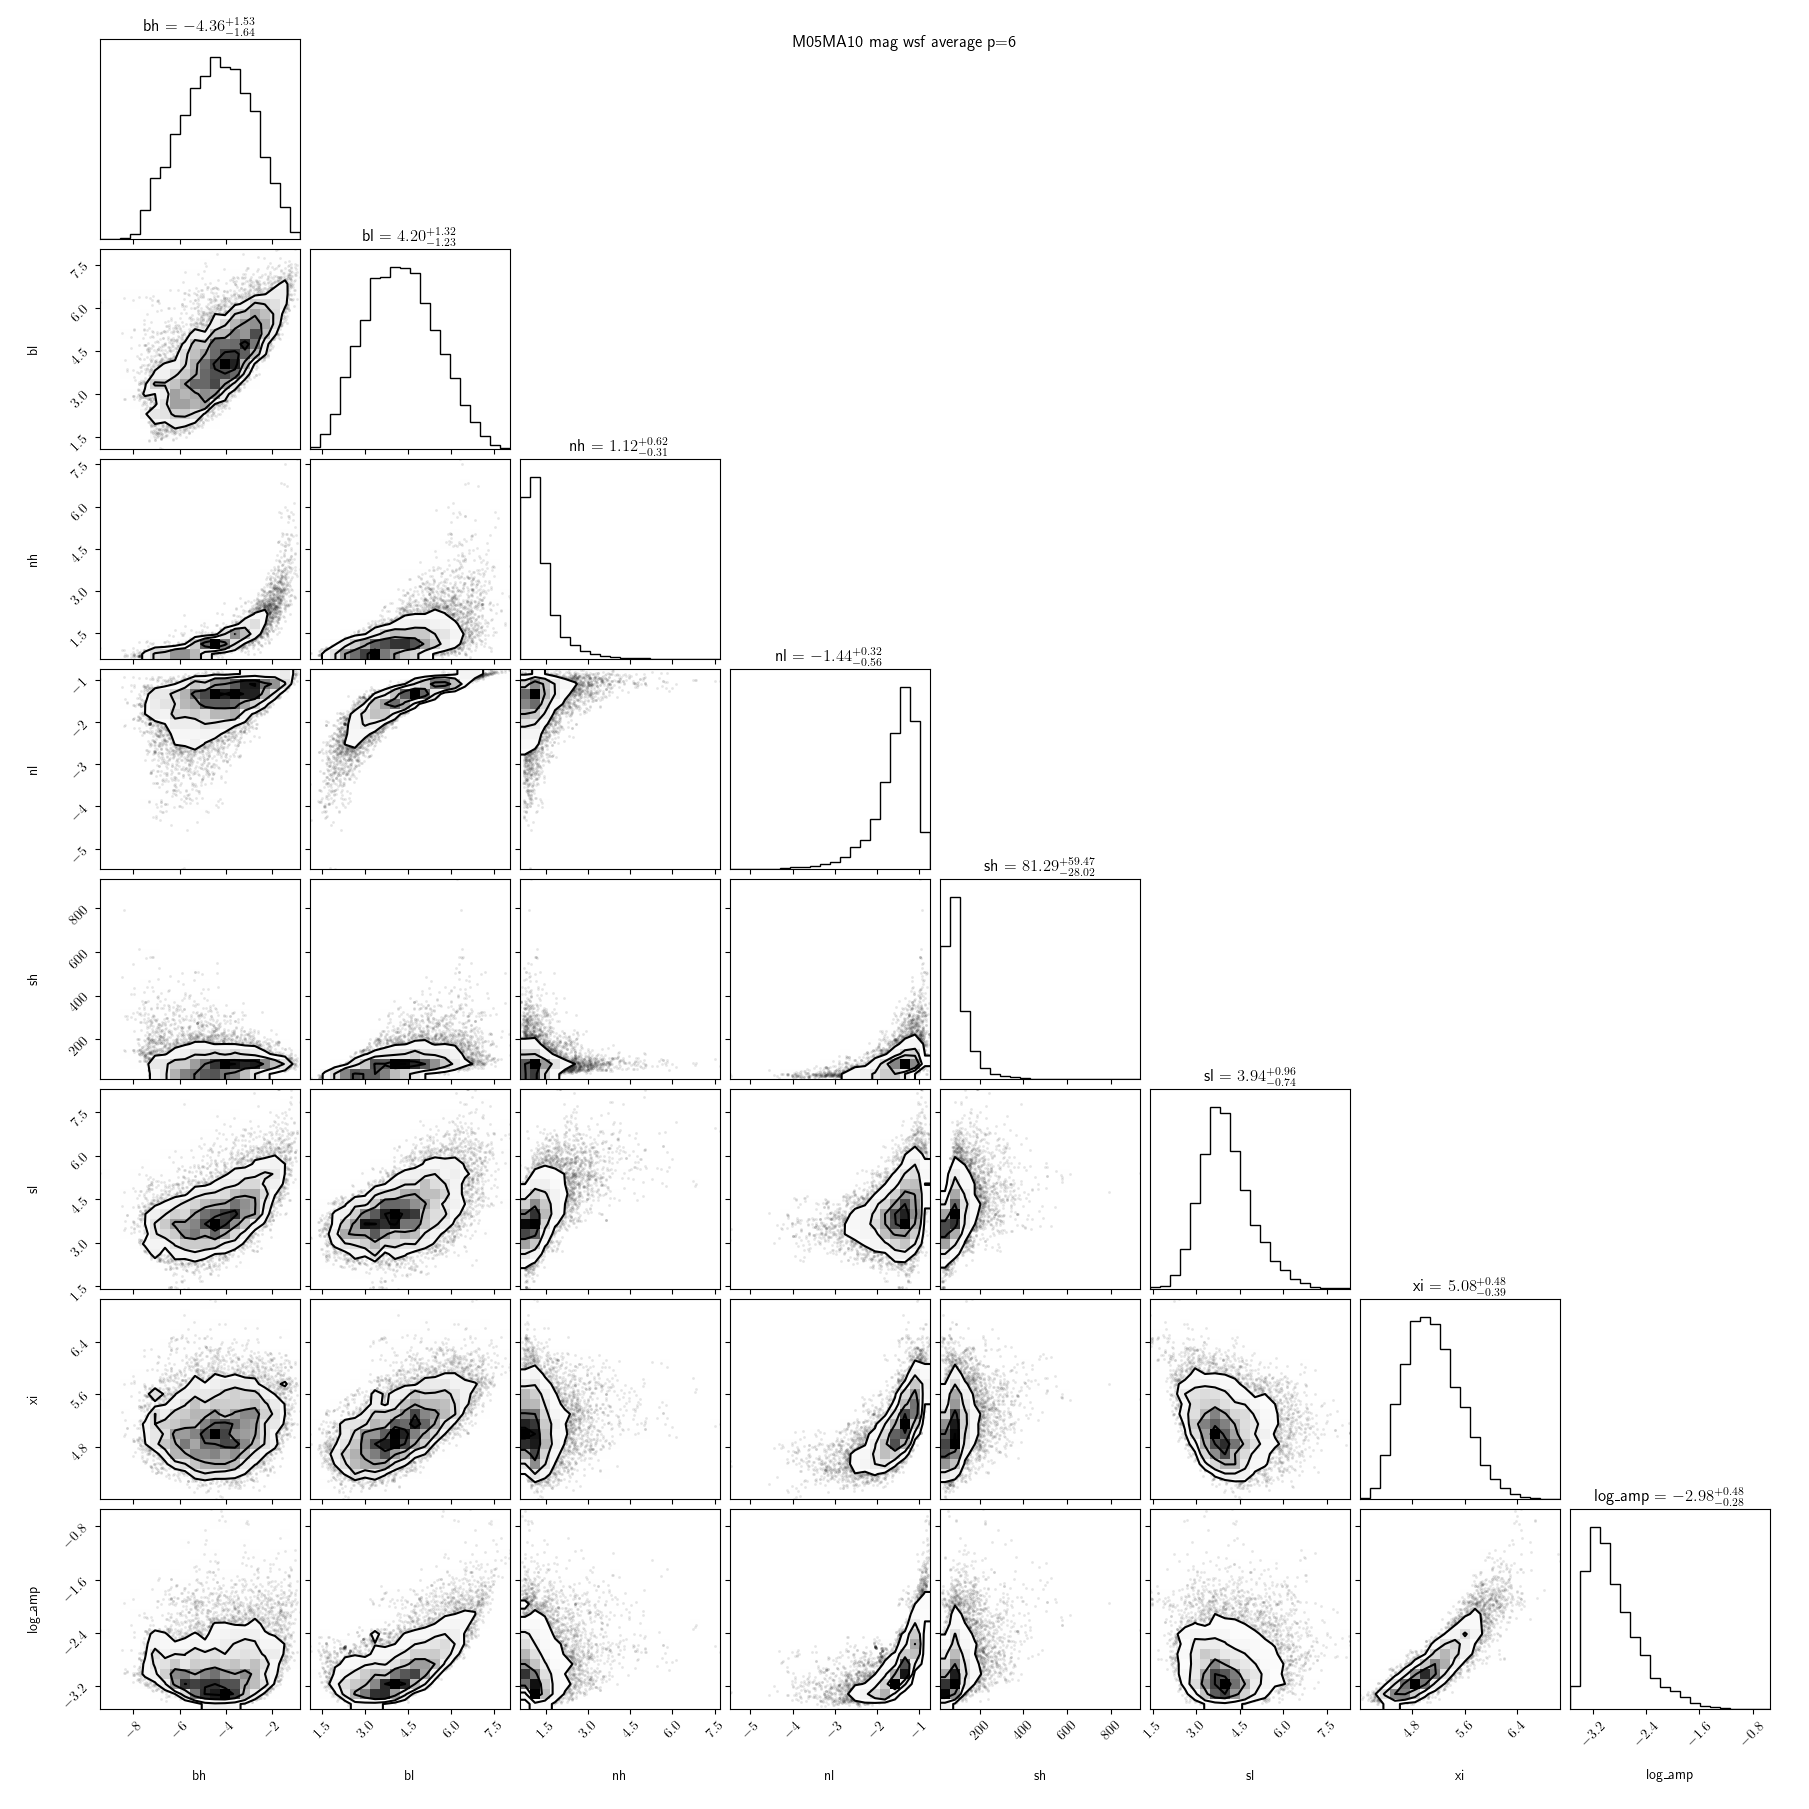 M05MA10 mag wsf average p=6
bh = −4.36 +1.53 −1.64
bl = 4.20 +1.32 −1.23
7.5
6.0
4.5
3.0
1.5
bl
nh = 1.12 +0.62 −0.31
7.5
6.0
4.5
3.0
1.5
nh
nl = −1.44 +0.32 −0.56
−1
−2
−3
−4
−5
nl
sh = 81.29 +59.47 −28.02
800
600
400
200
sh
sl = 3.94 +0.96 −0.74
7.5
6.0
4.5
3.0
1.5
sl
xi = 5.08 +0.48 −0.39
6.4
5.6
4.8
xi
log_amp = −2.98 +0.48 −0.28
−0.8
−1.6
−2.4
−3.2
log_amp
−8 −6 −4 −2 1.5 3.0 4.5 6.0 7.5 1.5 3.0 4.5 6.0 7.5 −5 −4 −3 −2 −1 200 400 600 800 1.5 3.0 4.5 6.0 7.5 4.8 5.6 6.4 −3.2 −2.4 −1.6 −0.8
bh bl nh nl sh sl xi log_amp